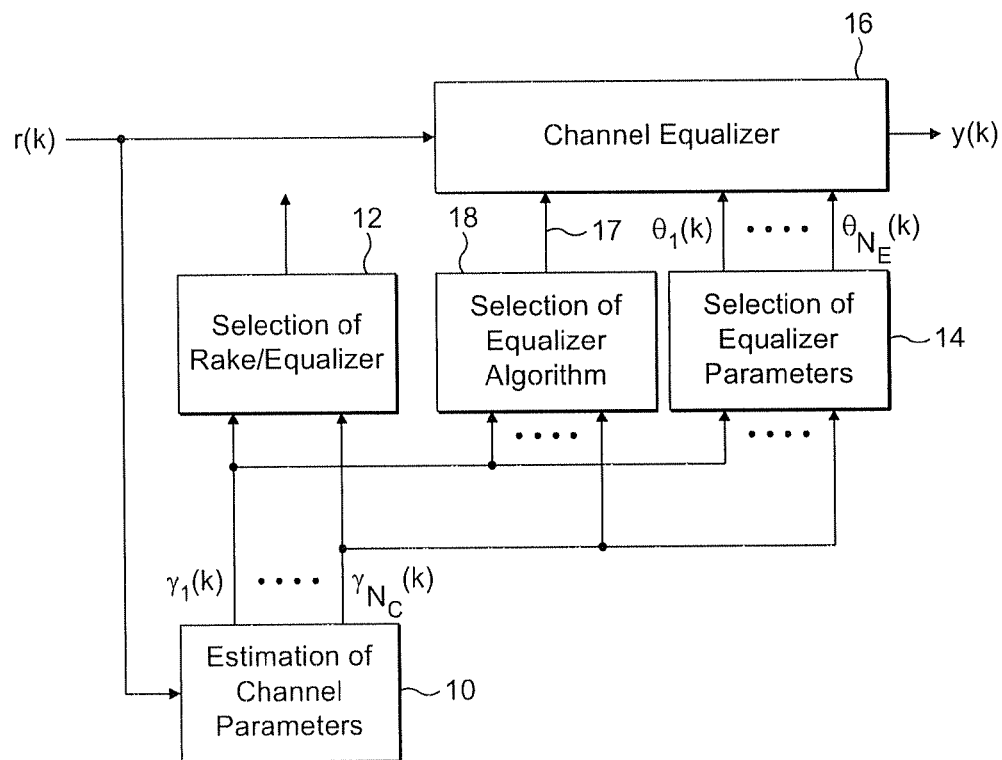 16
r(k)
Channel Equalizer
y(k)
12
18
17
θ1(k)
• • • •
θNE(k)
Selection of
Rake/Equalizer
Selection of
Equalizer
Algorithm
Selection of
Equalizer
Parameters
14
• • • •
• • • •
γ1(k)
• • • •
γNC(k)
Estimation of
Channel
Parameters
10